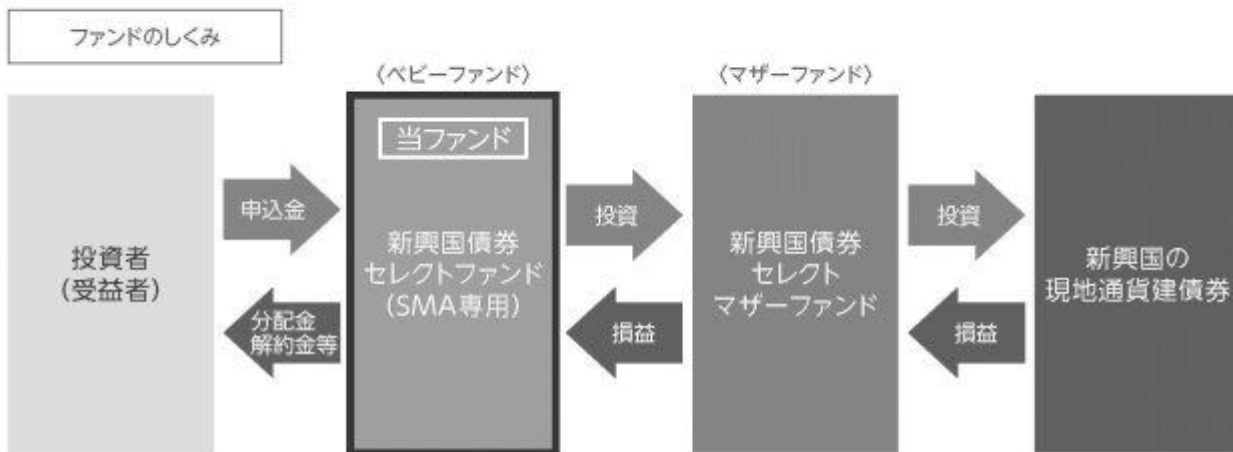 ファンドのしくみ
〈ベビーファンド〉
〈マザーファンド〉
投資者
（受益者）
申込金
分配金
解約金等
当ファンド
新興国債券
セレクトファンド
（SMA専用）
投資
損益
新興国債券
セレクト
マザーファンド
投資
損益
新興国の
現地通貨建債券